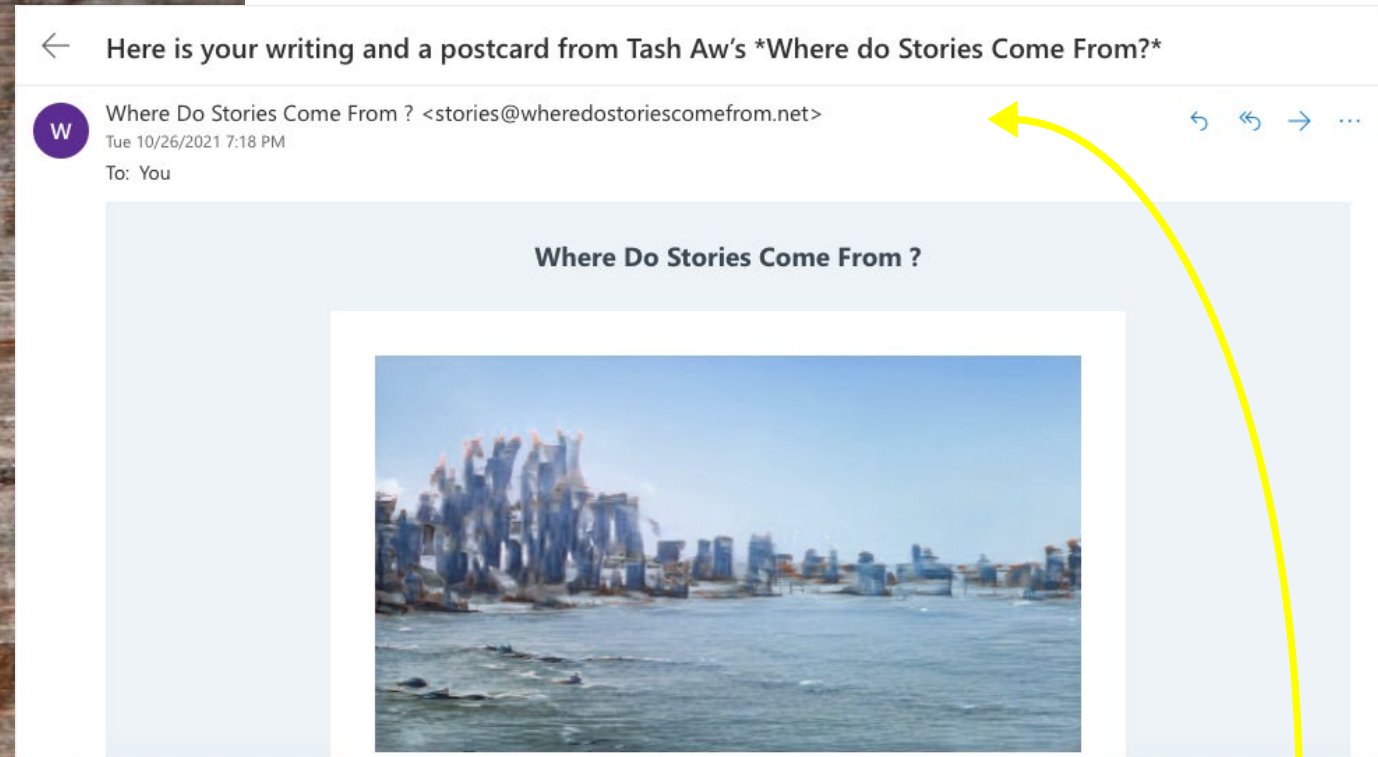 Here is your writing and a postcard from Tash Aw’s *Where do Stories Come From?*
W
Where Do Stories Come From ? <stories@wheredostoriescomefrom.net>
Tue 10/26/2021 7:18 PM
To: You
Where Do Stories Come From ?